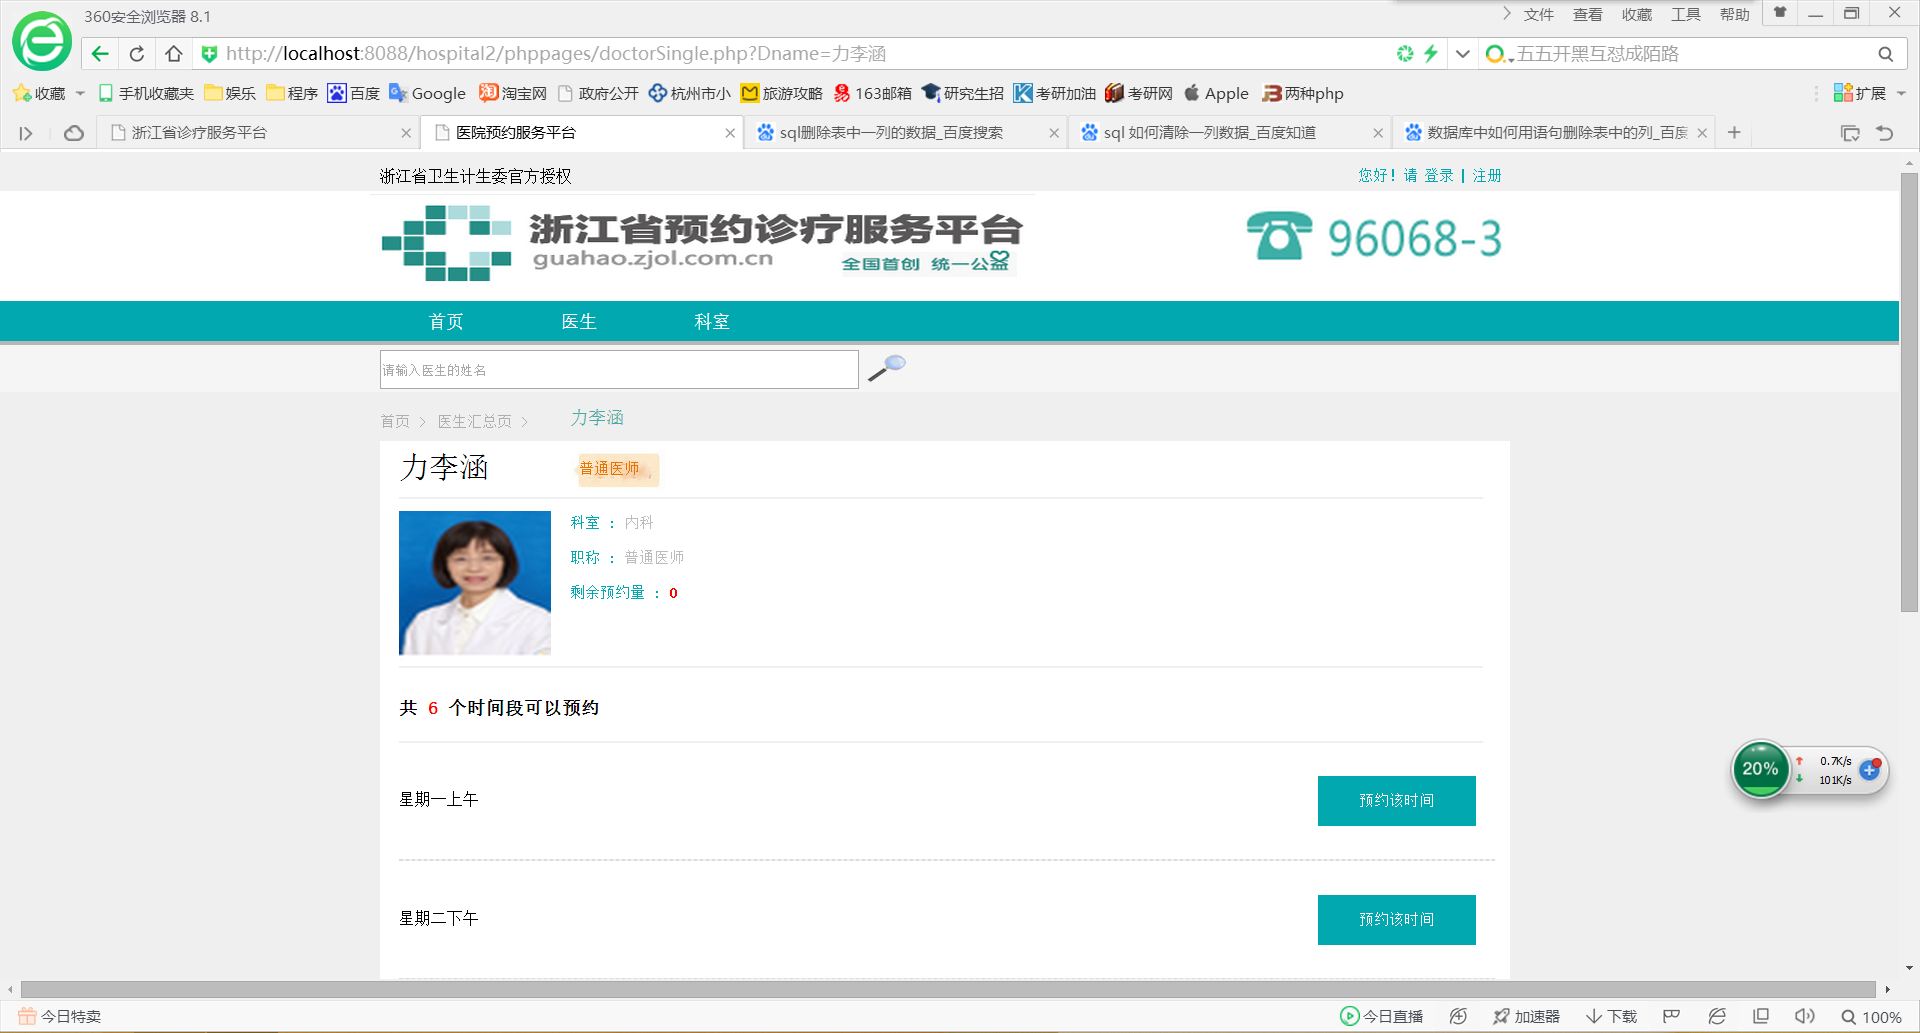 360安全浏览器 8.1
文件 查看 收藏 工具 帮助
http://localhost:8088/hospital2/phppages/doctorSingle.php?Dname=力李涵
五五开黑互怼成陌路
收藏 手机收藏夹 娱乐 程序 百度 Google 淘宝网 政府公开 杭州市小 旅游攻略 163邮箱 研究生招 考研加油 考研网 Apple 两种php 扩展
浙江省诊疗服务平台 医院预约服务平台 sql删除表中一列的数据_百度搜索 sql 如何清除一列数据_百度知道 数据库中如何用语句删除表中的列_百度
浙江省卫生计生委官方授权
您好! 请 登录 | 注册
浙江省预约诊疗服务平台
guahao.zjol.com.cn
全国首创 统一公益
96068-3
首页 医生 科室
请输入医生的姓名
首页 > 医生汇总页 > 力李涵
力李涵 普通医师
科室 : 内科
职称 : 普通医师
剩余预约量 : 0
共 6 个时间段可以预约
星期一上午 预约该时间
20%
0.7K/s
101K/s
星期二下午 预约该时间
今日特卖
今日直播 加速器 下载 100%